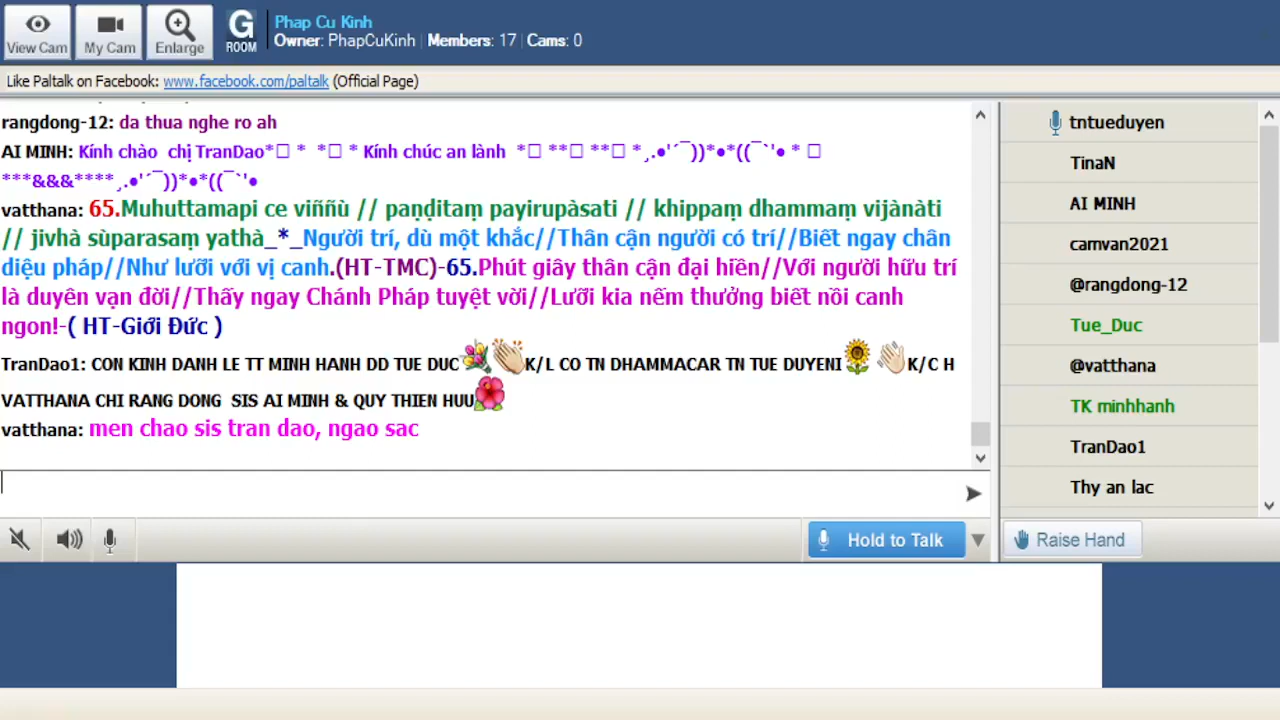 View Cam
My Cam
Enlarge
G
ROOM
Phap Cu Kinh
Owner: PhapCuKinh | Members: 17 | Cams: 0
Like Paltalk on Facebook: www.facebook.com/paltalk (Official Page)
rangdong-12: da thua nghe ro ah
AI MINH: Kính chào chị TranDao*□ * *□ * Kính chúc an lành *□ **□ **□ *¸.•'´¯))*•*((¯`'• * □
***&&&****¸.•'´¯))*•*((¯`'•
vatthana: 65.Muhuttamapi ce viññù // paṇḍitaṃ payirupàsati // khippaṃ dhammaṃ vijànàti
// jivhà sùparasaṃ yathà_*_Người trí, dù một khắc//Thân cận người có trí//Biết ngay chân
diệu pháp//Như lưỡi với vị canh.(HT-TMC)-65.Phút giây thân cận đại hiền//Với người hữu trí
là duyên vạn đời//Thấy ngay Chánh Pháp tuyệt vời//Lưỡi kia nếm thưởng biết nồi canh
ngon!-( HT-Giới Đức )
TranDao1: CON KINH DANH LE TT MINH HANH DD TUE DUC K/L CO TN DHAMMACAR TN TUE DUYENI K/C H
VATTHANA CHI RANG DONG SIS AI MINH & QUY THIEN HUU
vatthana: men chao sis tran dao, ngao sac
tntueduyen
TinaN
AI MINH
camvan2021
@rangdong-12
Tue_Duc
@vatthana
TK minhhanh
TranDao1
Thy an lac
Hold to Talk
Raise Hand